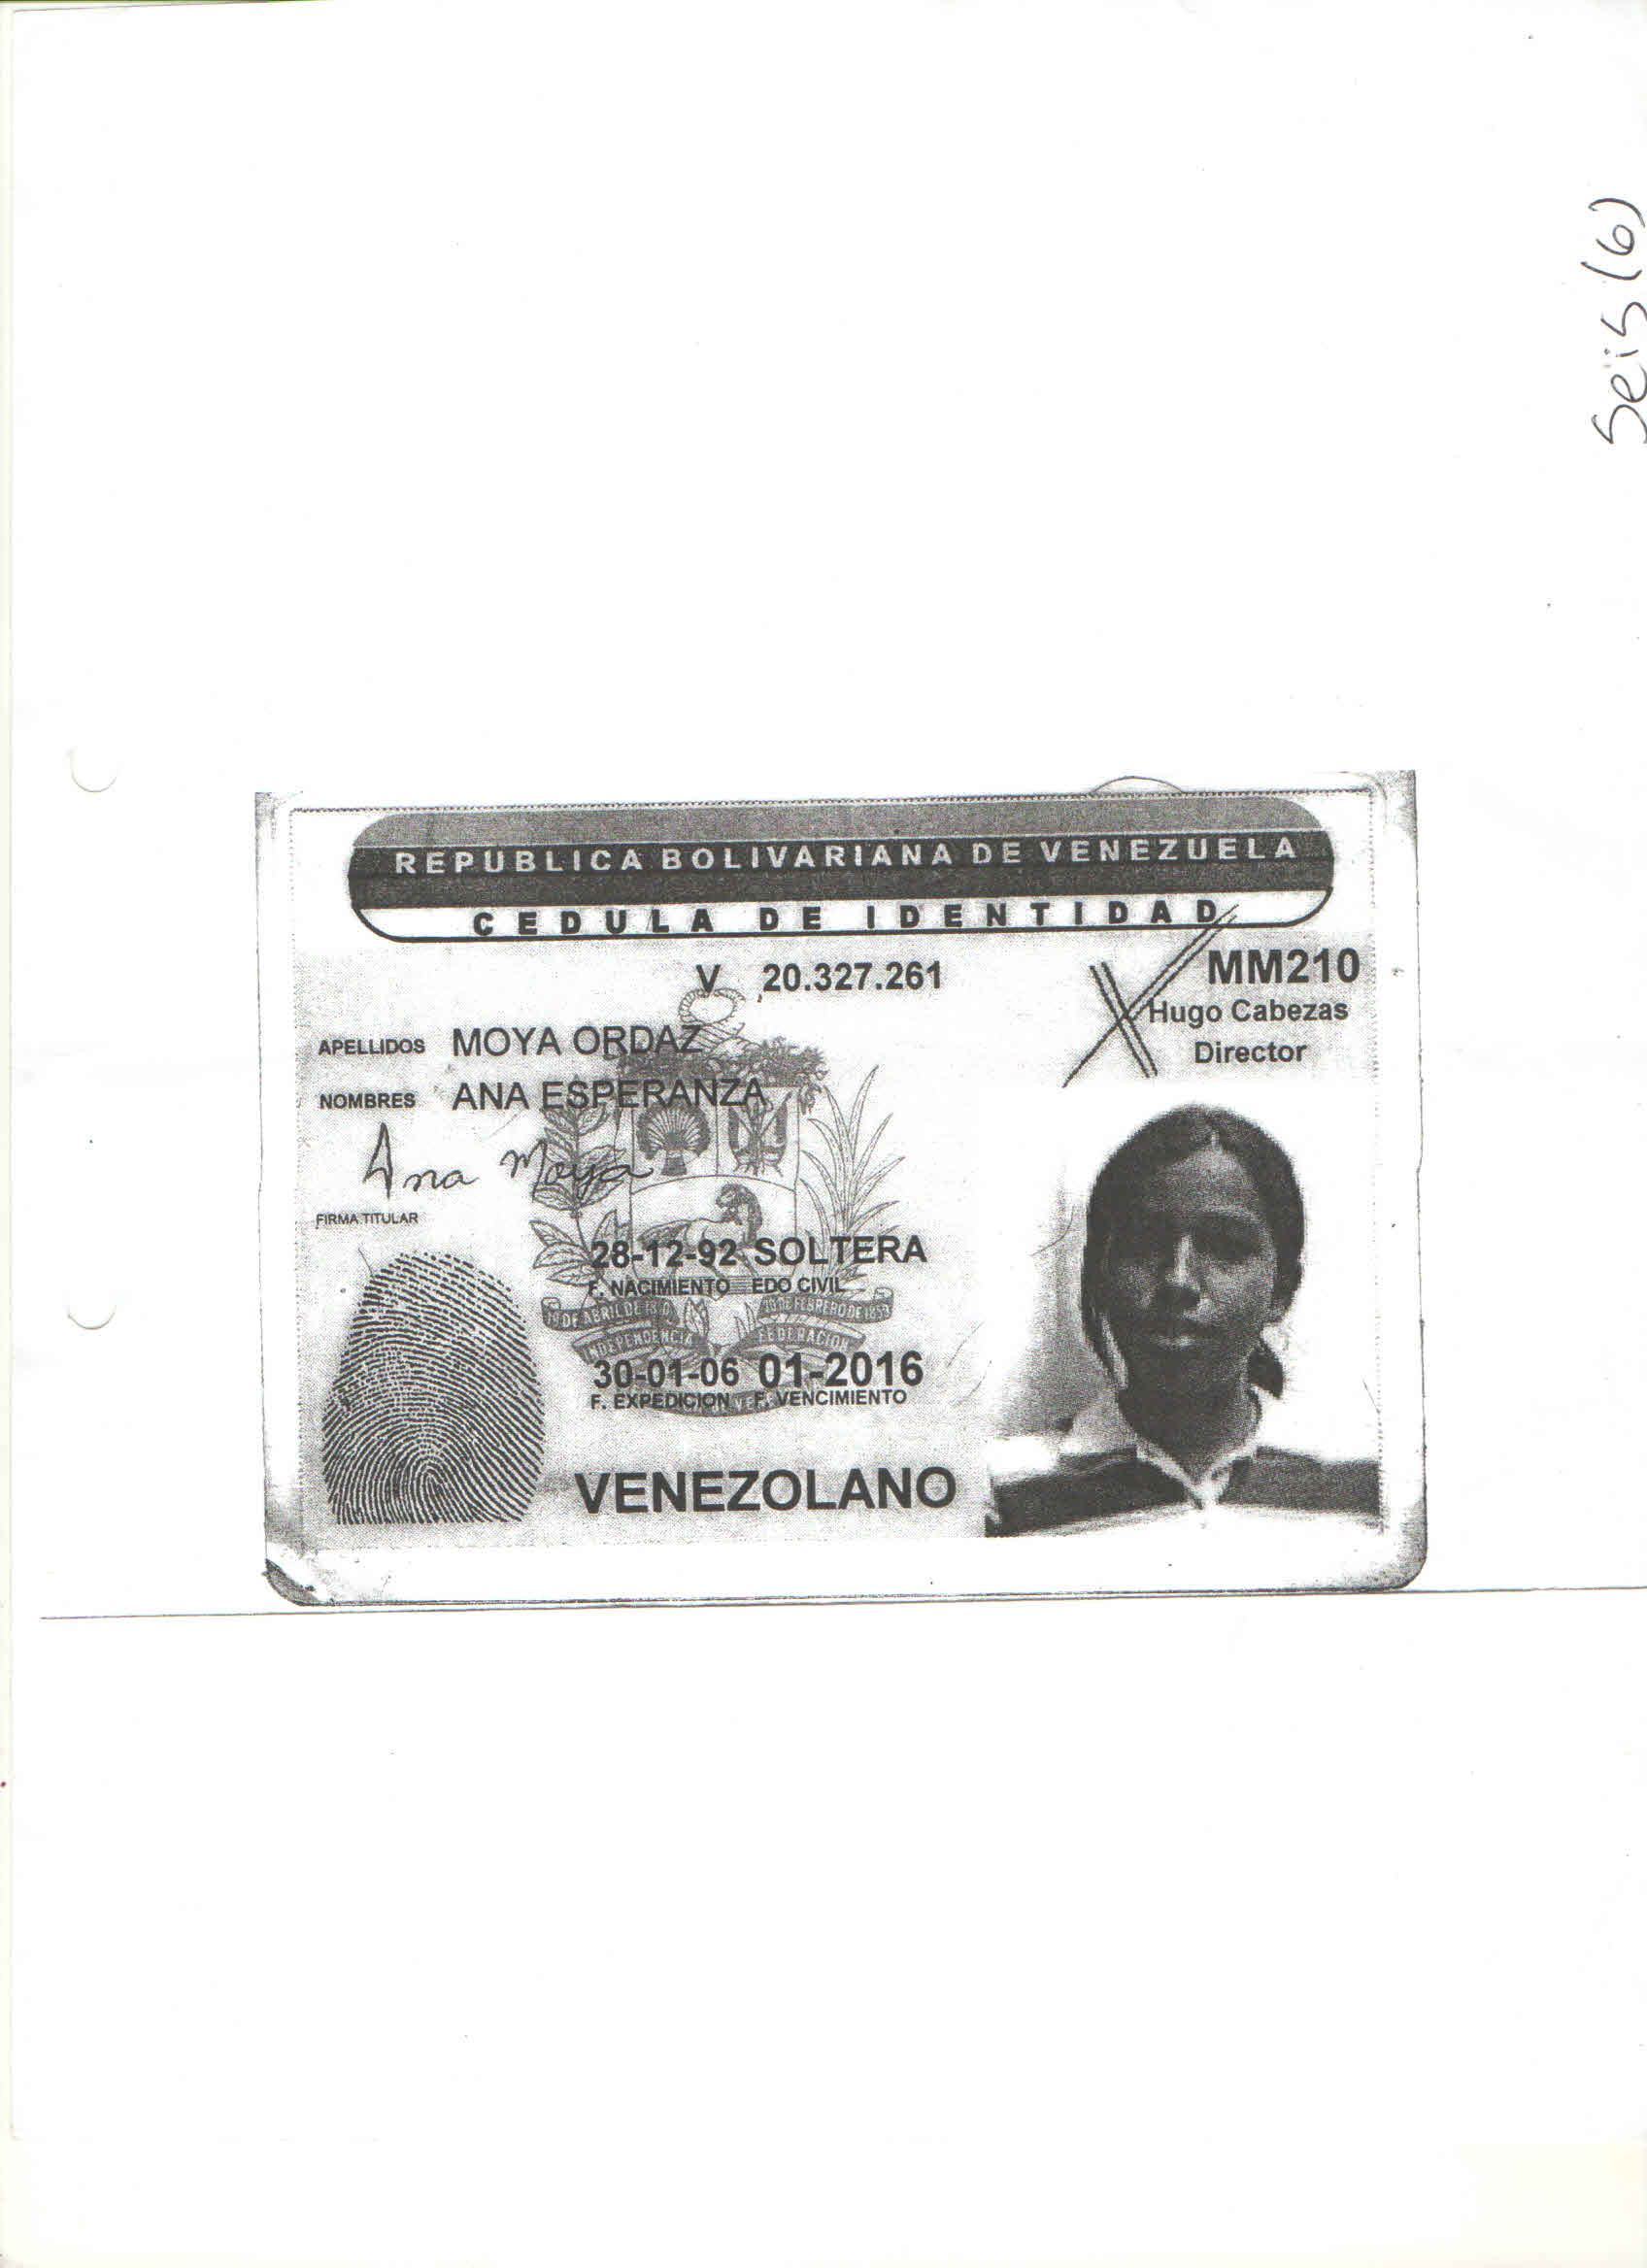 Seis (6)
REPÚBLICA BOLIVARIANA DE VENEZUELA
CEDULA DE IDENTIDAD
V 20.327.261
MM210
Hugo Cabezas
Director
APELLIDOS MOYA ORDAZ
NOMBRES ANA ESPERANZA
Ana Moya
FIRMA TITULAR
28-12-92 SOLTERA
F. NACIMIENTO EDO CIVIL
19 DE ABRIL DE 1810 20 DE FEBRERO DE 1859
INDEPENDENCIA FEDERACION
30-01-06 01-2016
F. EXPEDICION F. VENCIMIENTO
VENEZOLANO